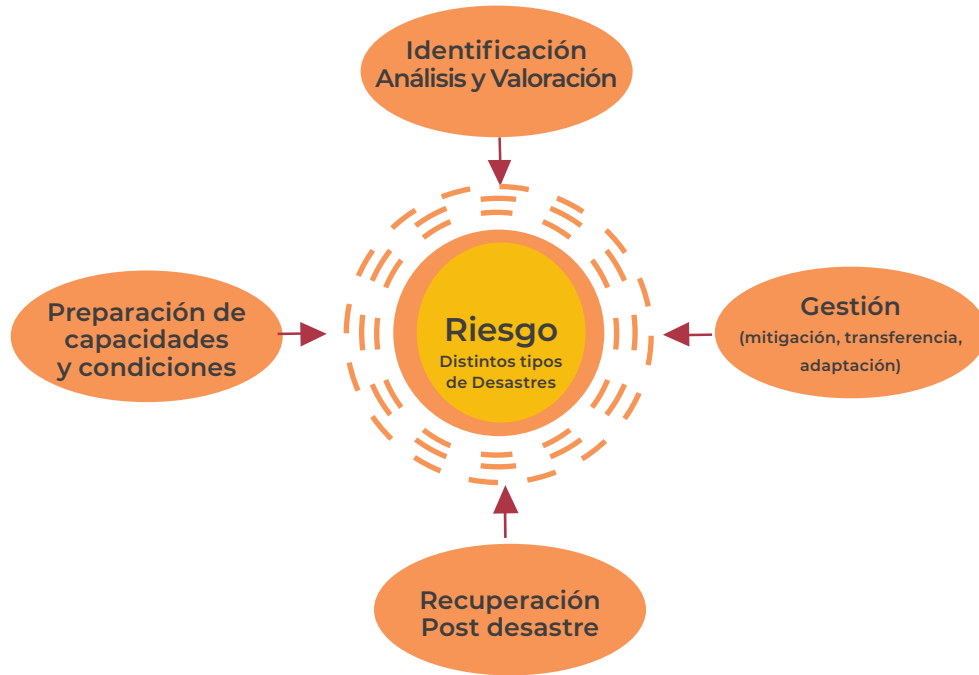 Identificación
Análisis y Valoración
Preparación de
capacidades
y condiciones
Riesgo
Distintos tipos
de Desastres
Gestión
(mitigación, transferencia,
adaptación)
Recuperación
Post desastre